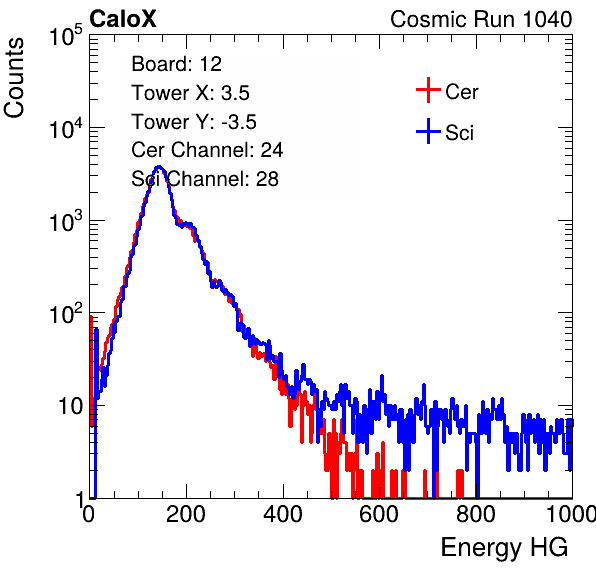 CaloX Cosmic Run 1040
Counts
Board: 12
Tower X: 3.5
Tower Y: -3.5
Cer Channel: 24
Sci Channel: 28
Cer
Sci
10^5
10^4
10^3
10^2
10
1
0 200 400 600 800 1000
Energy HG